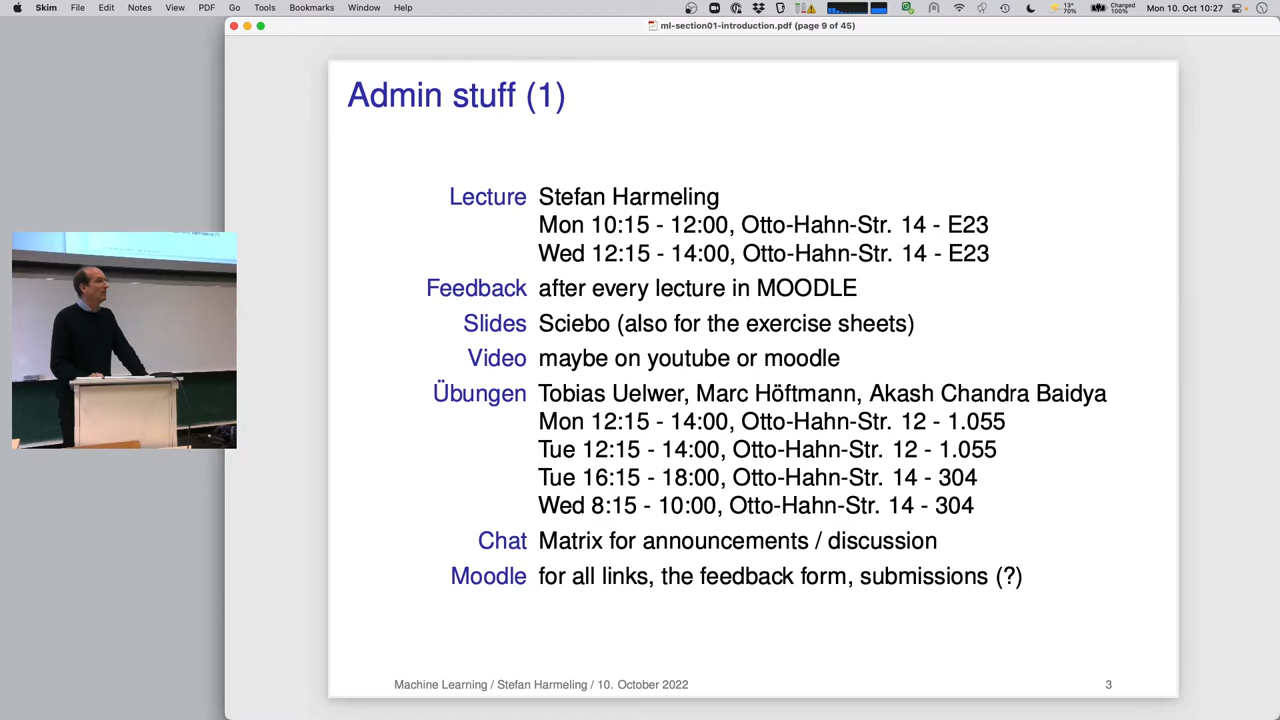 Skim File Edit Notes View PDF Go Tools Bookmarks Window Help 13° 70% Charged 100% Mon 10. Oct 10:27
ml-section01-introduction.pdf (page 9 of 45)
Admin stuff (1)
Lecture Stefan Harmeling
Mon 10:15 - 12:00, Otto-Hahn-Str. 14 - E23
Wed 12:15 - 14:00, Otto-Hahn-Str. 14 - E23
Feedback after every lecture in MOODLE
Slides Sciebo (also for the exercise sheets)
Video maybe on youtube or moodle
Übungen Tobias Uelwer, Marc Höftmann, Akash Chandra Baidya
Mon 12:15 - 14:00, Otto-Hahn-Str. 12 - 1.055
Tue 12:15 - 14:00, Otto-Hahn-Str. 12 - 1.055
Tue 16:15 - 18:00, Otto-Hahn-Str. 14 - 304
Wed 8:15 - 10:00, Otto-Hahn-Str. 14 - 304
Chat Matrix for announcements / discussion
Moodle for all links, the feedback form, submissions (?)
Machine Learning / Stefan Harmeling / 10. October 2022 3